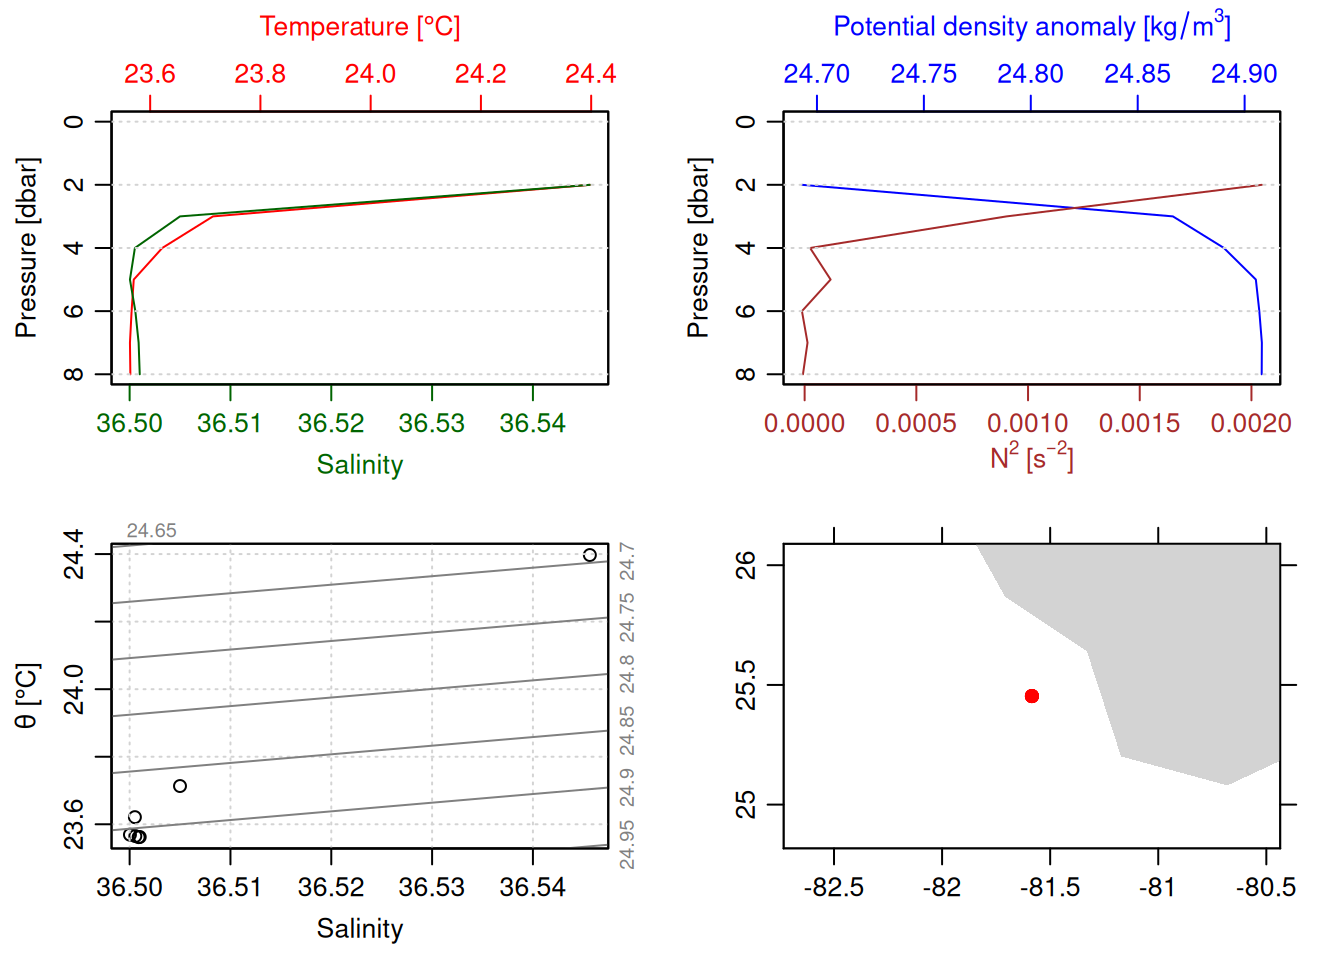 Temperature [°C]
23.6 23.8 24.0 24.2 24.4
Pressure [dbar]
0
2
4
6
8
36.50 36.51 36.52 36.53 36.54
Salinity
Potential density anomaly [kg/m³]
24.70 24.75 24.80 24.85 24.90
Pressure [dbar]
0
2
4
6
8
0.0000 0.0005 0.0010 0.0015 0.0020
N² [s⁻²]
24.65
θ [°C]
24.4
24.0
23.6
24.7
24.75
24.8
24.85
24.9
24.95
36.50 36.51 36.52 36.53 36.54
Salinity
26
25.5
25
-82.5 -82 -81.5 -81 -80.5